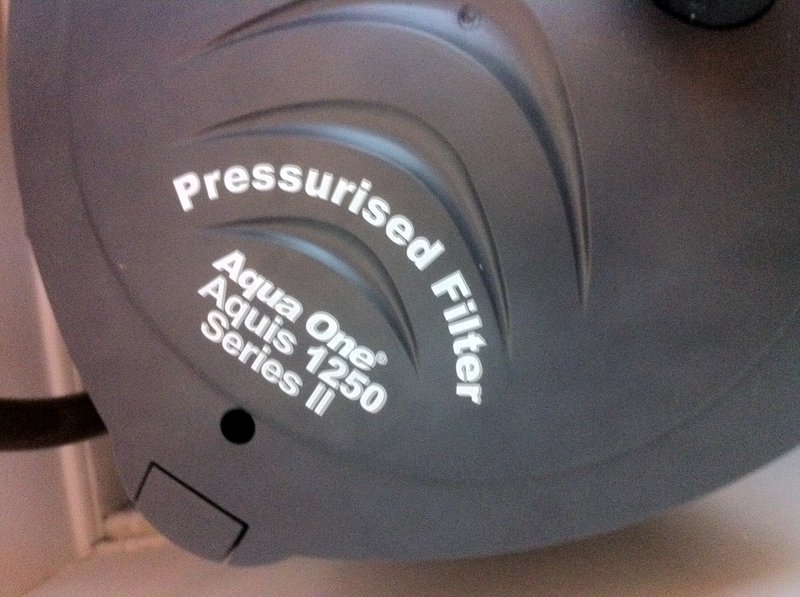 Pressurised Filter
Aqua One®
Aquis 1250
Series II